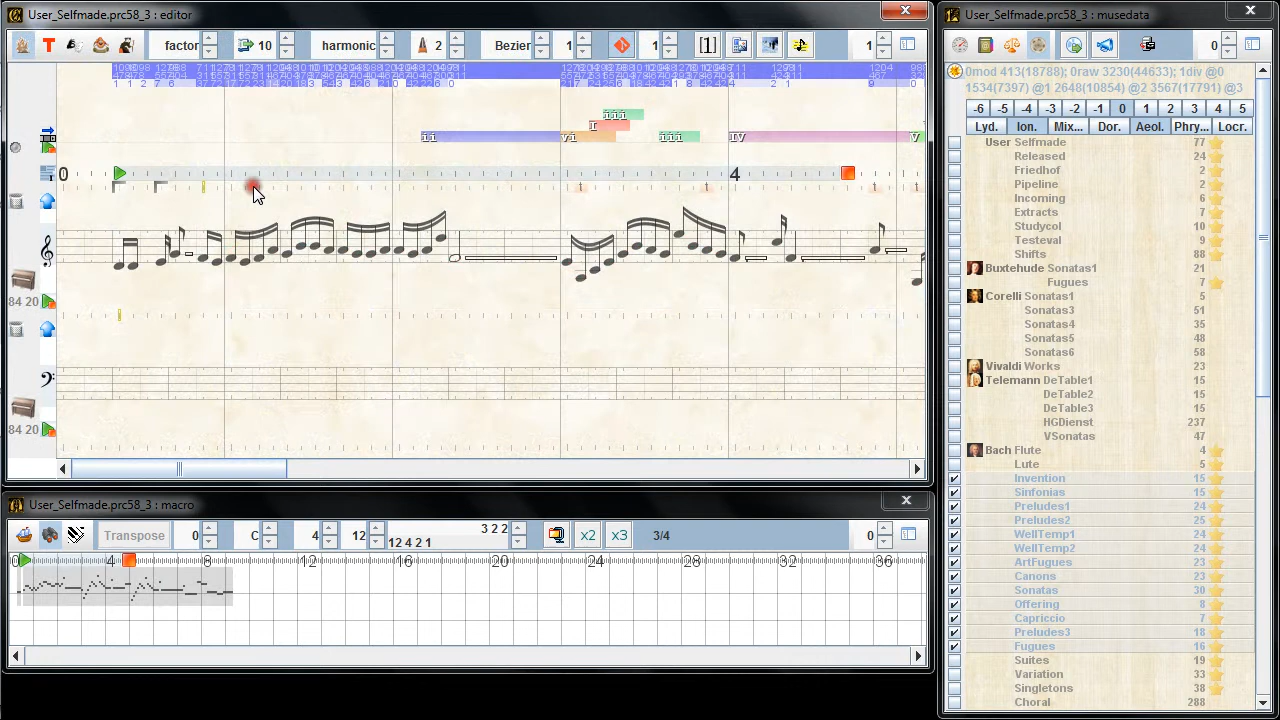 User_Selfmade.prc58_3 : editor
factor 10 harmonic 2 Bezier 1 1 [1] 1
iii
I
ii vi iii IV V
0 4
t t t t
84 20
84 20
User_Selfmade.prc58_3 : macro
Transpose 0 C 4 12 3 2 2 x2 x3 3/4 0
12 4 2 1
0 4 8 12 16 20 24 28 32 36
User_Selfmade.prc58_3 : musedata
0
0mod 413(18788); 0raw 3230(44633); 1div @0
1534(7397) @1 2648(10854) @2 3567(17791) @3
-6 -5 -4 -3 -2 -1 0 1 2 3 4 5
Lyd. Ion. Mix... Dor. Aeol. Phry... Locr.
User Selfmade 77
Released 24
Friedhof 2
Pipeline 2
Incoming 6
Extracts 7
Studycol 10
Testeval 9
Shifts 88
Buxtehude Sonatas1 21
Fugues 7
Corelli Sonatas1 5
Sonatas3 51
Sonatas4 35
Sonatas5 48
Sonatas6 58
Vivaldi Works 23
Telemann DeTable1 15
DeTable2 15
DeTable3 15
HGDienst 237
VSonatas 47
Bach Flute 4
Lute 5
Invention 15
Sinfonias 15
Preludes1 24
Preludes2 25
WellTemp1 24
WellTemp2 24
ArtFugues 23
Canons 23
Sonatas 30
Offering 8
Capriccio 7
Preludes3 18
Fugues 16
Suites 19
Variation 33
Singletons 38
Choral 288